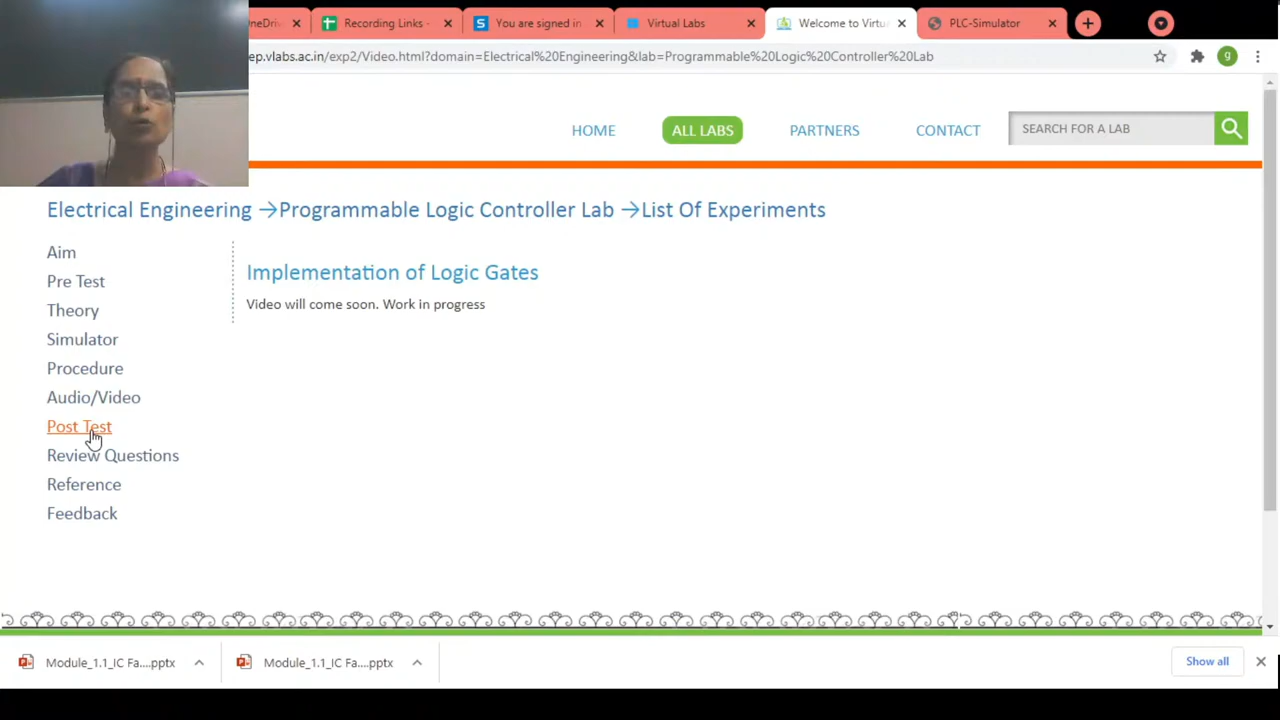 neDriv
Recording Links -
You are signed in
Virtual Labs
Welcome to Virtu
PLC-Simulator
ep.vlabs.ac.in/exp2/Video.html?domain=Electrical%20Engineering&lab=Programmable%20Logic%20Controller%20Lab
g
HOME
ALL LABS
PARTNERS
CONTACT
SEARCH FOR A LAB
Electrical Engineering →Programmable Logic Controller Lab →List Of Experiments
Aim
Pre Test
Theory
Simulator
Procedure
Audio/Video
Post Test
Review Questions
Reference
Feedback
Implementation of Logic Gates
Video will come soon. Work in progress
Module_1.1_IC Fa....pptx
Module_1.1_IC Fa....pptx
Show all